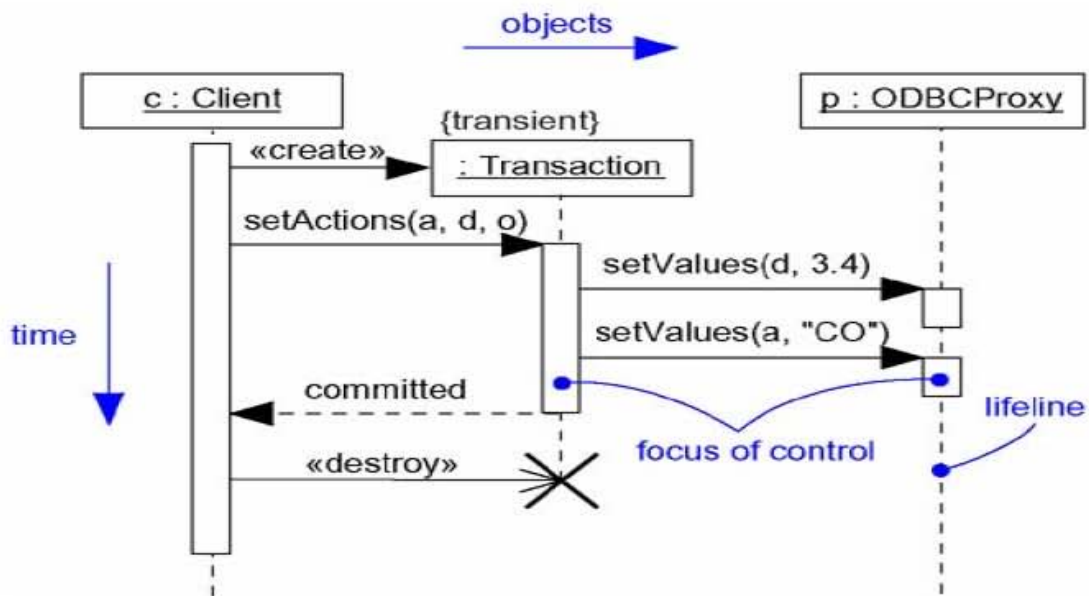 objects
c : Client
p : ODBCProxy
{transient}
«create»
: Transaction
setActions(a, d, o)
setValues(d, 3.4)
time
setValues(a, "CO")
committed
lifeline
focus of control
«destroy»